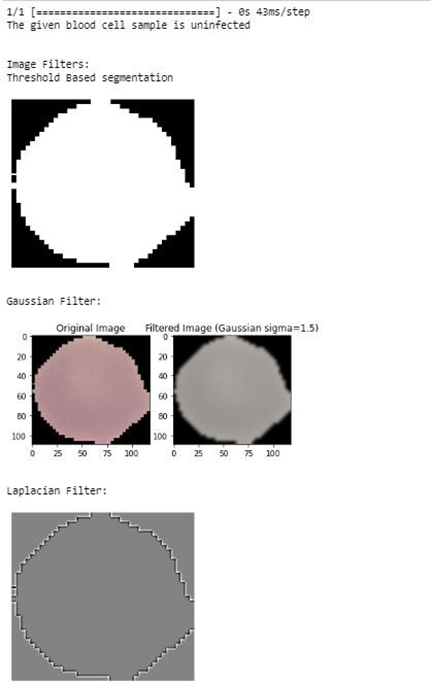 1/1 [==============================] - 0s 43ms/step
The given blood cell sample is uninfected
Image Filters:
Threshold Based segmentation
Gaussian Filter:
Original Image
Filtered Image (Gaussian sigma=1.5)
0
20
40
60
80
100
0 25 50 75 100
0
20
40
60
80
100
0 25 50 75 100
Laplacian Filter: